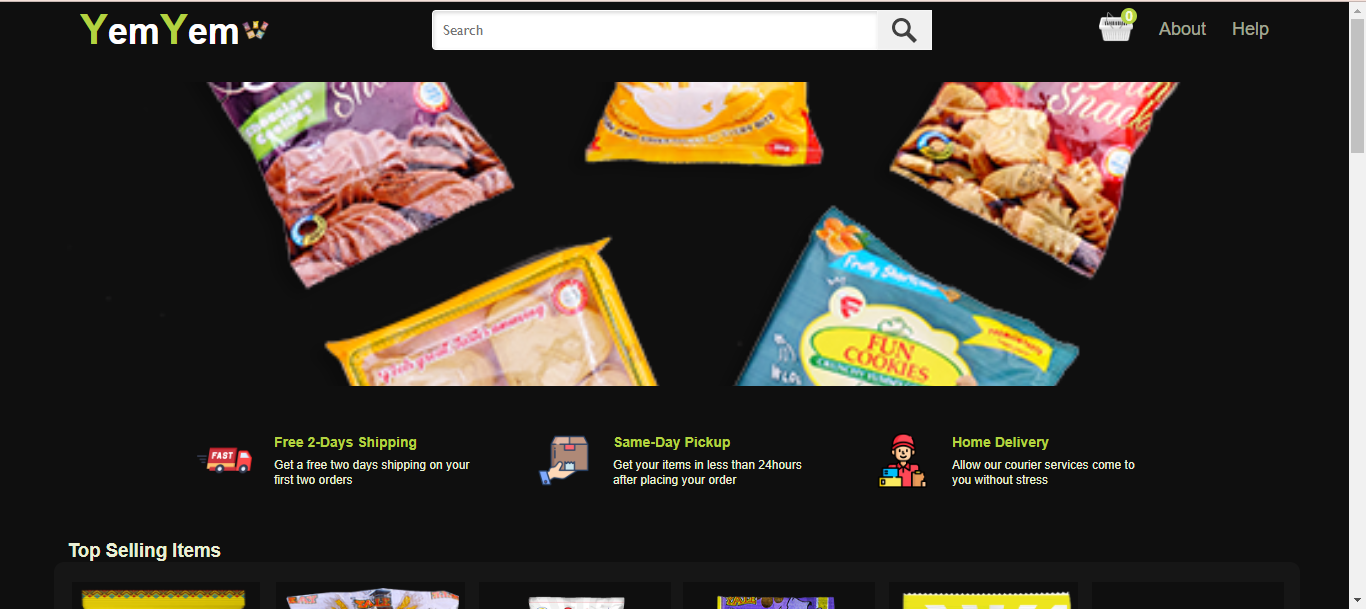 YemYem
Search
0
About
Help
Chocolate
Cookies
Snack
Fruity Shortcake
FUN
COOKIES
FAST
Free 2-Days Shipping
Get a free two days shipping on your
first two orders
Same-Day Pickup
Get your items in less than 24hours
after placing your order
Home Delivery
Allow our courier services come to
you without stress
Top Selling Items